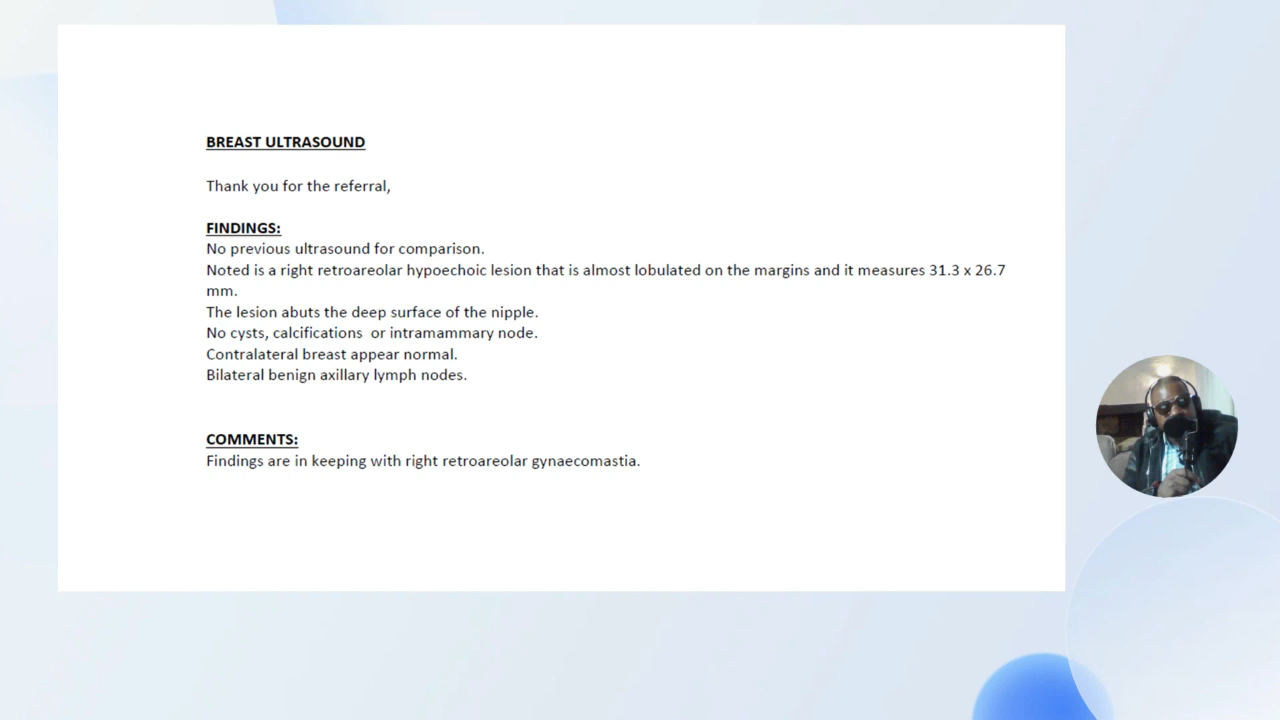 BREAST ULTRASOUND
Thank you for the referral,
FINDINGS:
No previous ultrasound for comparison.
Noted is a right retroareolar hypoechoic lesion that is almost lobulated on the margins and it measures 31.3 x 26.7
mm.
The lesion abuts the deep surface of the nipple.
No cysts, calcifications  or intramammary node.
Contralateral breast appear normal.
Bilateral benign axillary lymph nodes.
COMMENTS:
Findings are in keeping with right retroareolar gynaecomastia.